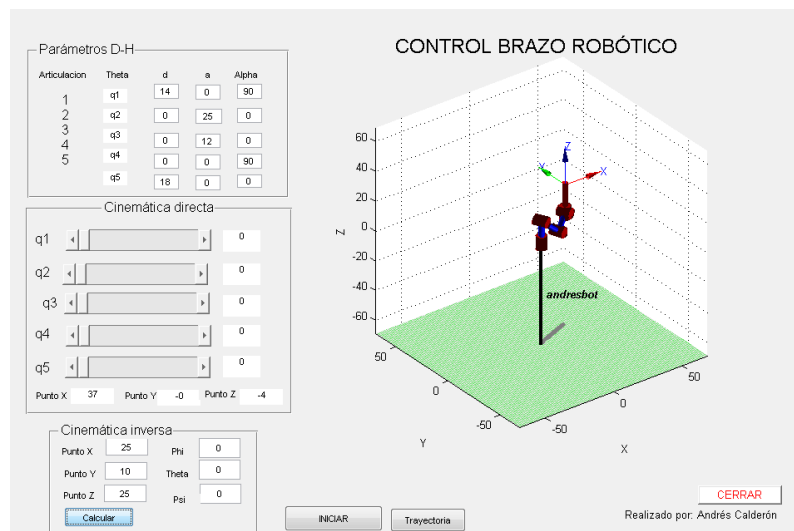 CONTROL BRAZO ROBÓTICO
Parámetros D-H
Articulacion Theta d a Alpha
1 q1 14 0 90
2 q2 0 25 0
3 q3 0 12 0
4 q4 0 0 90
5 q5 18 0 0
Cinemática directa
q1 0
q2 0
q3 0
q4 0
q5 0
Punto X 37 Punto Y -0 Punto Z -4
Cinemática inversa
Punto X 25 Phi 0
Punto Y 10 Theta 0
Punto Z 25 Psi 0
Calcular
INICIAR
Trayectoria
60
40
20
0
-20
-40
-60
Z
Z
Y
X
andresbot
50
0
-50
Y
-50
0
50
X
CERRAR
Realizado por: Andrés Calderón